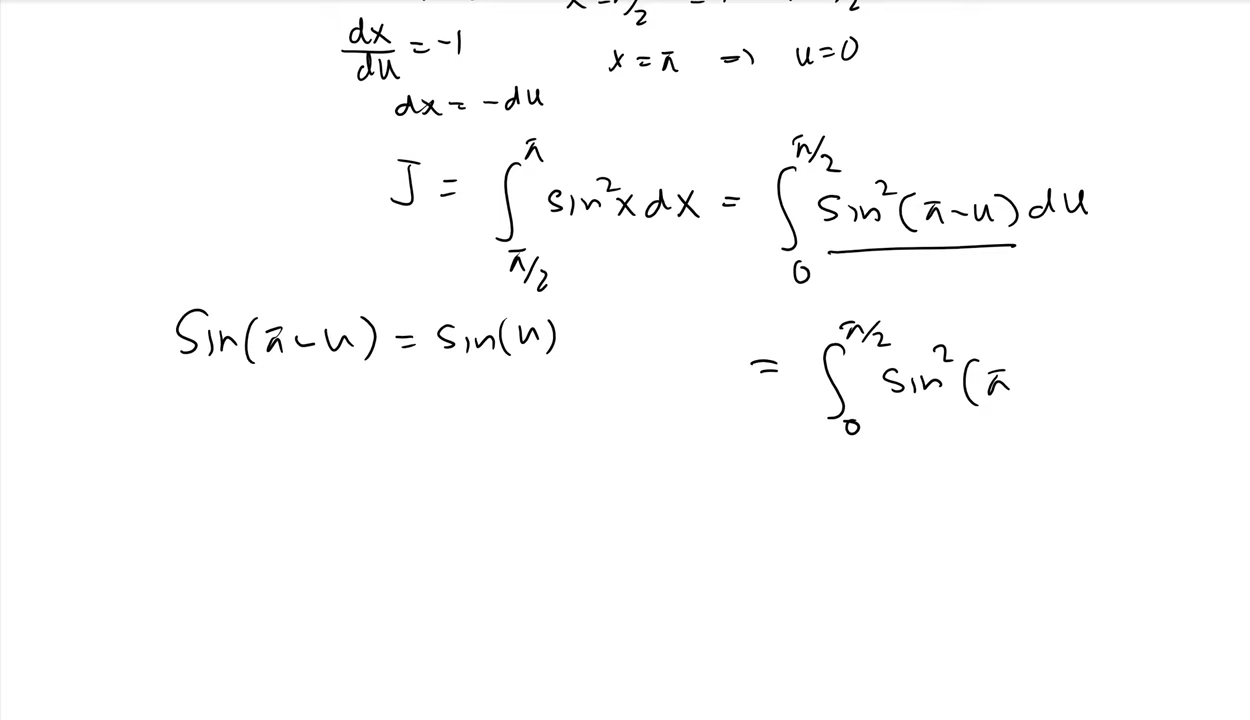 dx/du = -1
x = π ⇒ u = 0
dx = -du
J = ∫_{π/2}^{π} sin²x dx = ∫_{0}^{π/2} sin²(π-u) du
Sin(π-u) = sin(u)
= ∫_{0}^{π/2} sin²(π